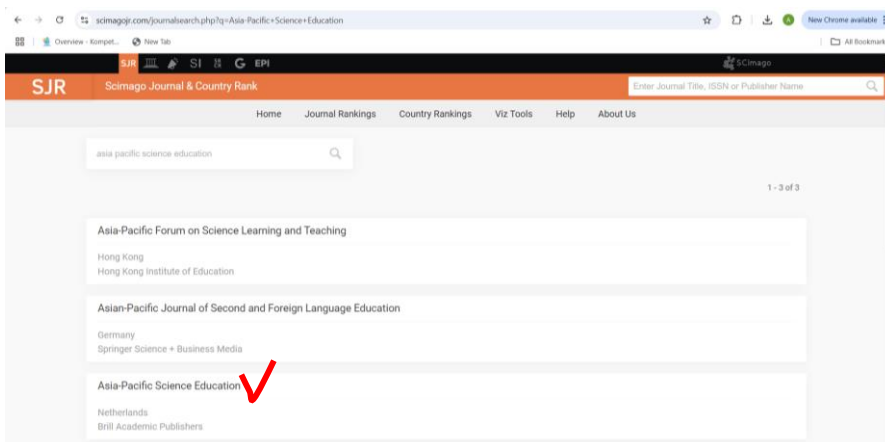 scimagojr.com/journalsearch.php?q=Asia-Pacific+Science+Education
New Chrome available
Overview - Kompet...
New Tab
All Bookmark
SJR
SI
G
EPI
SCImago
SJR
Scimago Journal & Country Rank
Enter Journal Title, ISSN or Publisher Name
Home Journal Rankings Country Rankings Viz Tools Help About Us
asia pacific science education
1 - 3 of 3
Asia-Pacific Forum on Science Learning and Teaching
Hong Kong
Hong Kong Institute of Education
Asian-Pacific Journal of Second and Foreign Language Education
Germany
Springer Science + Business Media
Asia-Pacific Science Education
Netherlands
Brill Academic Publishers